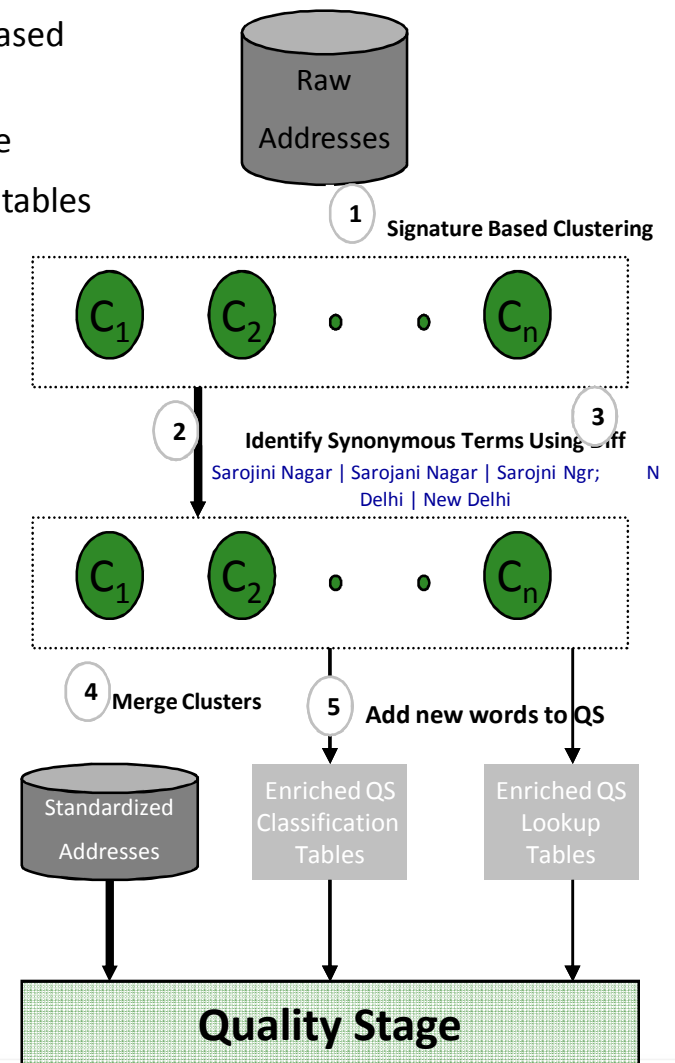 ased
e
tables
Raw
Addresses
1
Signature Based Clustering
C1 C2 Cn
2
3
Identify Synonymous Terms Using Diff
Sarojini Nagar | Sarojani Nagar | Sarojni Ngr; N
Delhi | New Delhi
C1 C2 Cn
4 Merge Clusters
5 Add new words to QS
Standardized
Addresses
Enriched QS
Classification
Tables
Enriched QS
Lookup
Tables
Quality Stage